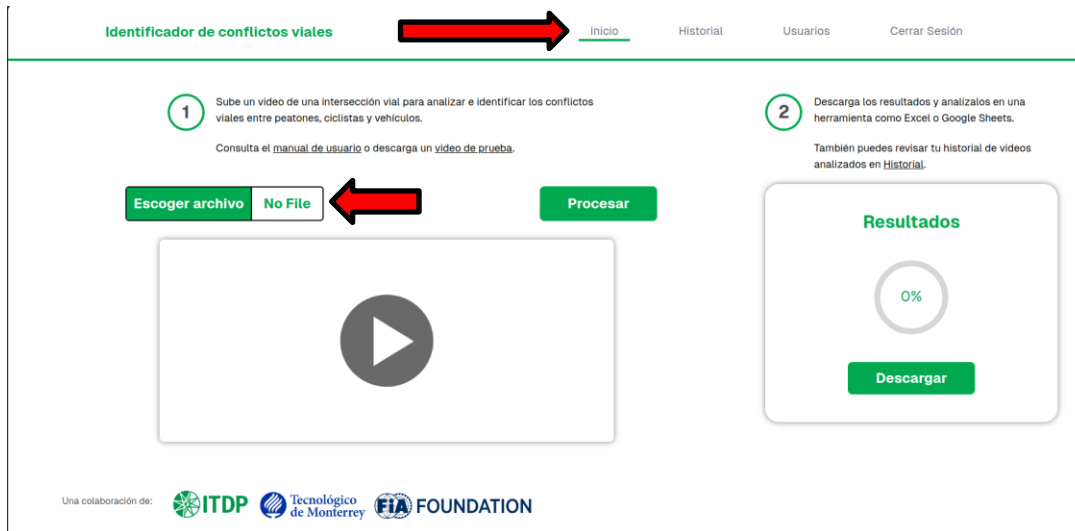 Identificador de conflictos viales
Inicio
Historial
Usuarios
Cerrar Sesión
1
Sube un video de una intersección vial para analizar e identificar los conflictos
viales entre peatones, ciclistas y vehículos.
Consulta el manual de usuario o descarga un video de prueba.
Escoger archivo
No File
Procesar
2
Descarga los resultados y analízalos en una
herramienta como Excel o Google Sheets.
También puedes revisar tu historial de videos
analizados en Historial.
Resultados
0%
Descargar
Una colaboración de:
ITDP
Tecnológico
de Monterrey
FiA FOUNDATION